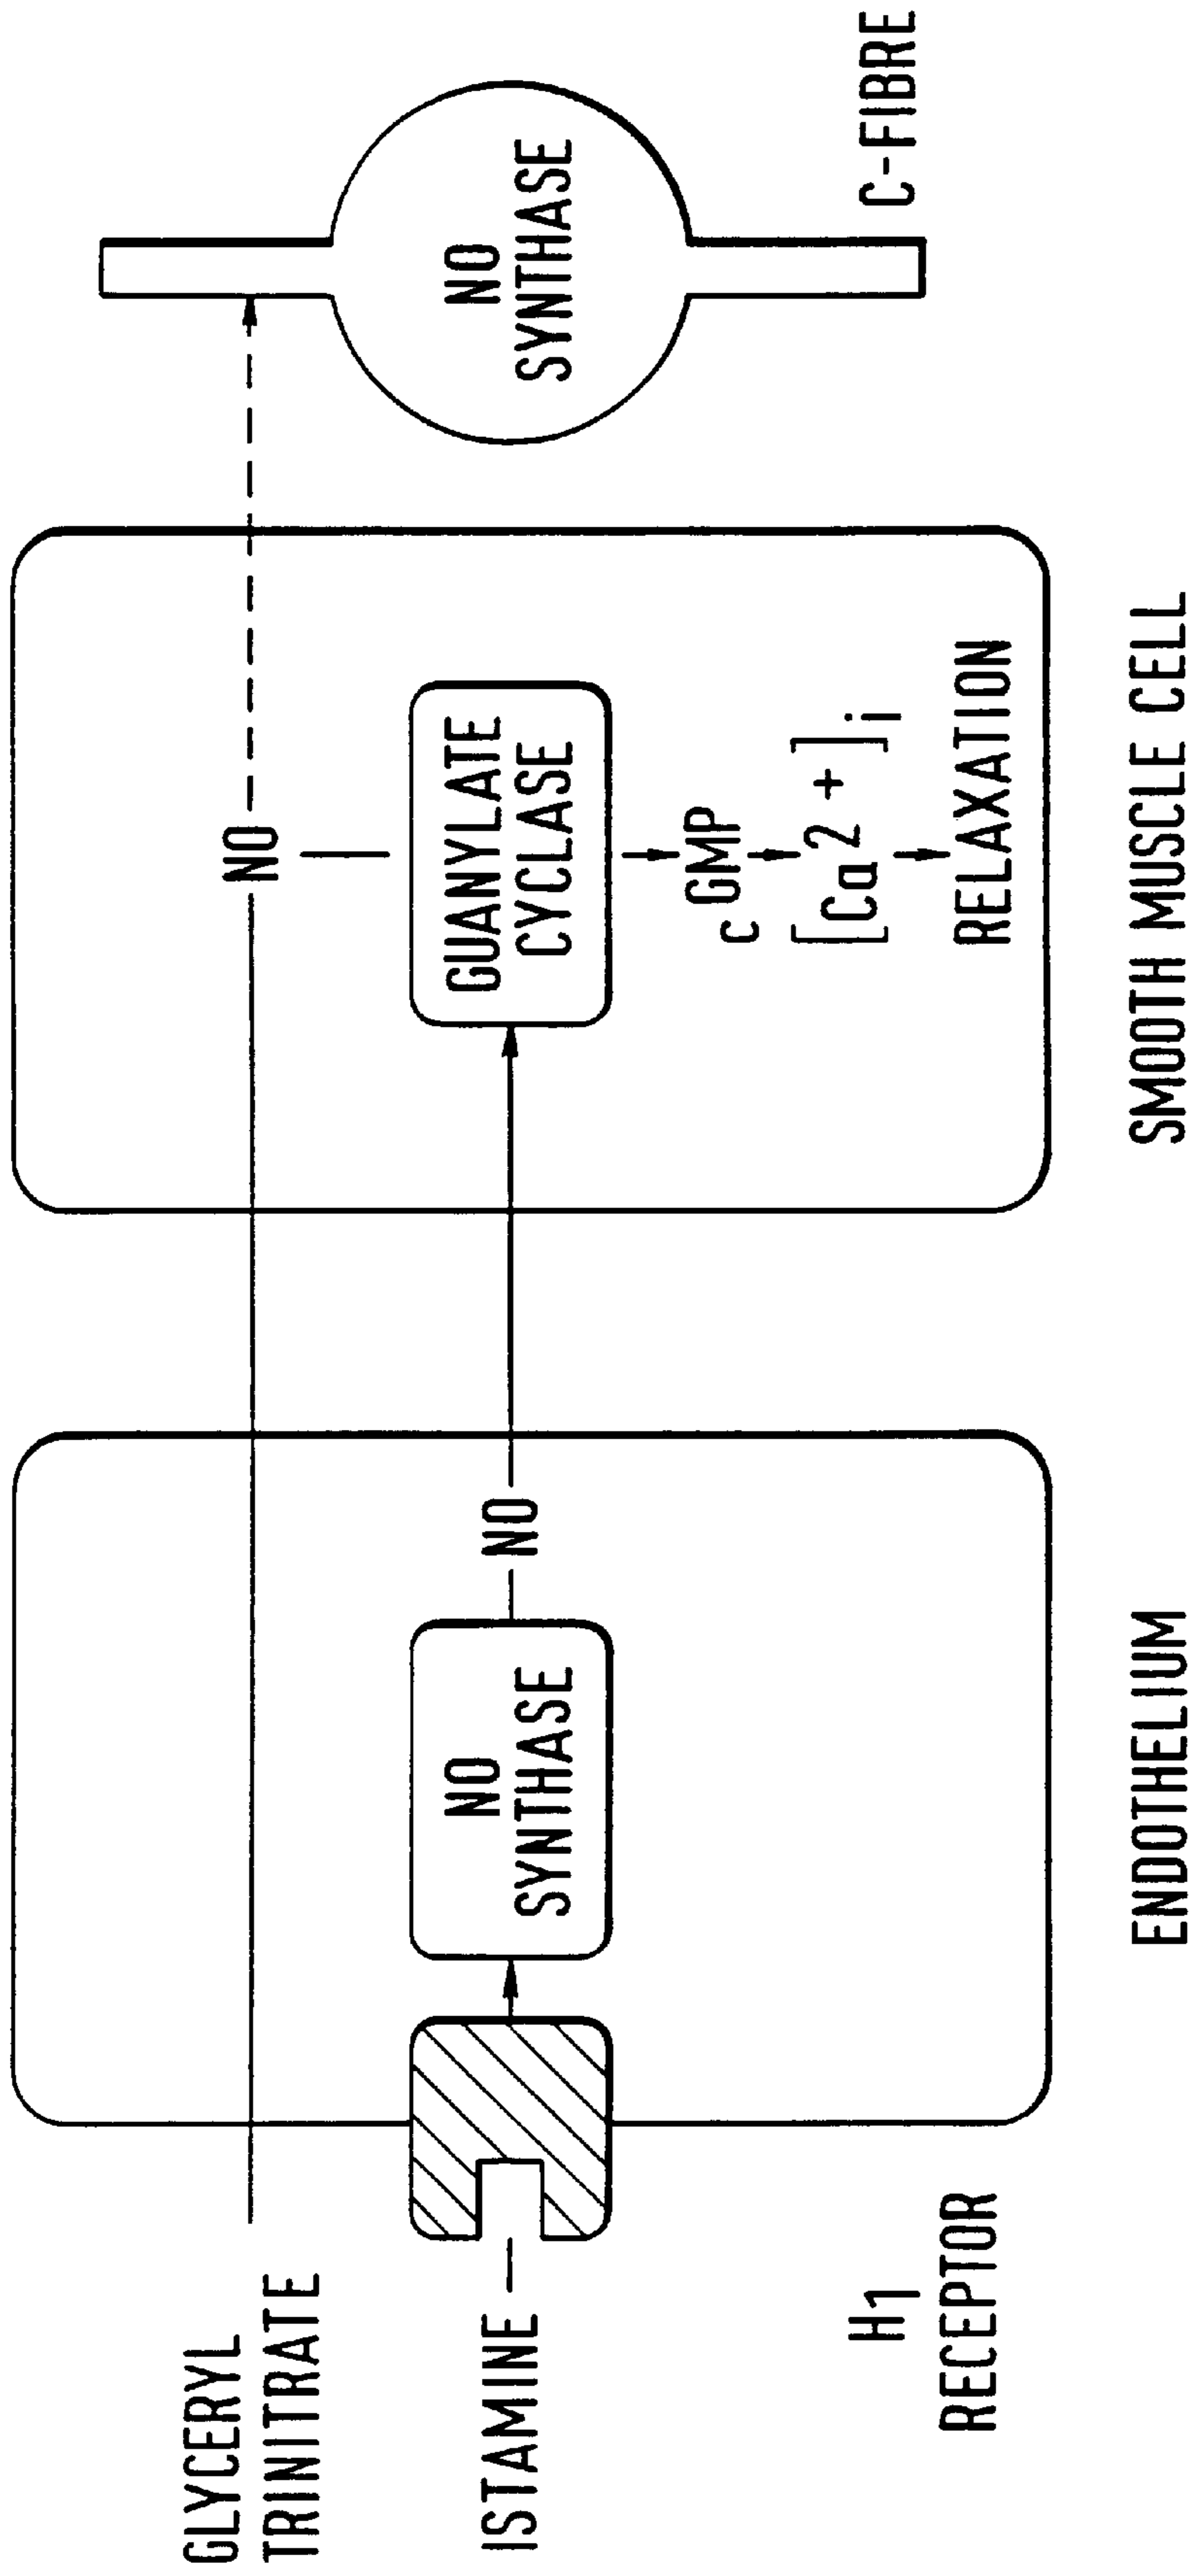 GLYCERYL
TRINITRATE
ISTAMINE
H1
RECEPTOR
NO
SYNTHASE
NO
ENDOTHELIUM
NO
GUANYLATE
CYCLASE
cGMP
[Ca2+]i
RELAXATION
SMOOTH MUSCLE CELL
NO
SYNTHASE
C-FIBRE